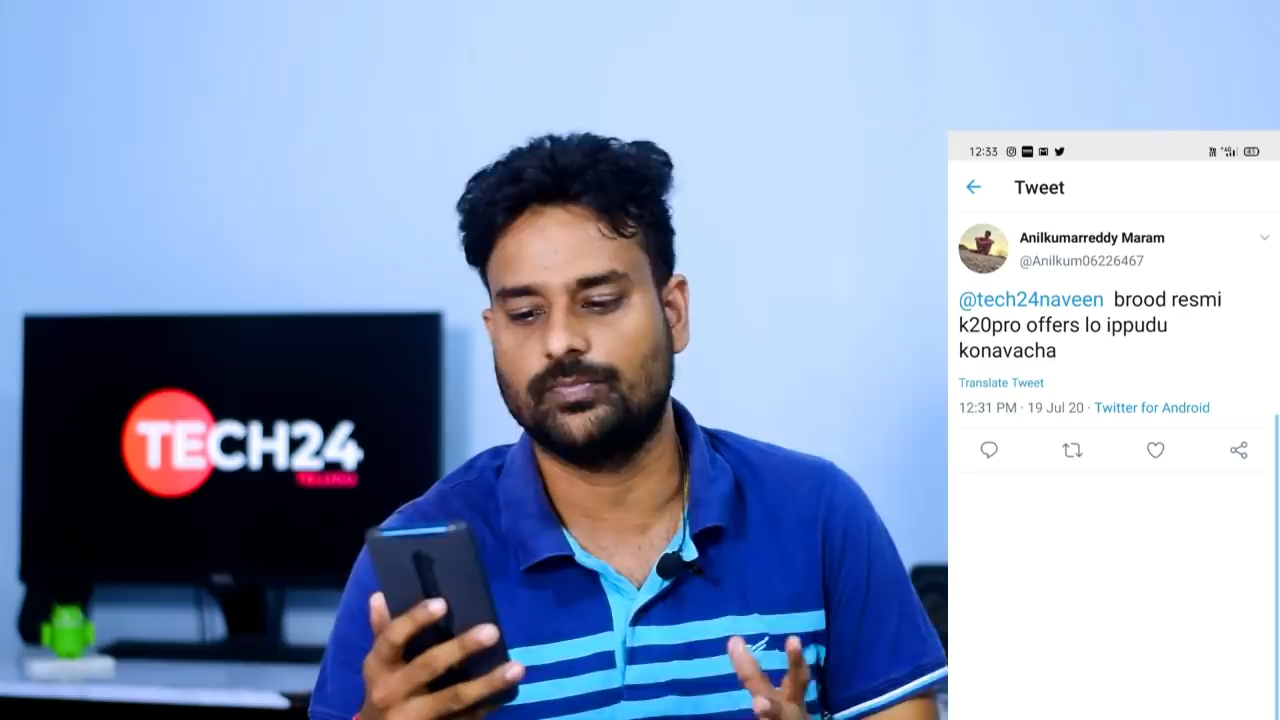 TECH24
TELUGU
12:33
Tweet
Anilkumarreddy Maram
@Anilkum06226467
@tech24naveen brood resmi
k20pro offers lo ippudu
konavacha
Translate Tweet
12:31 PM · 19 Jul 20 · Twitter for Android